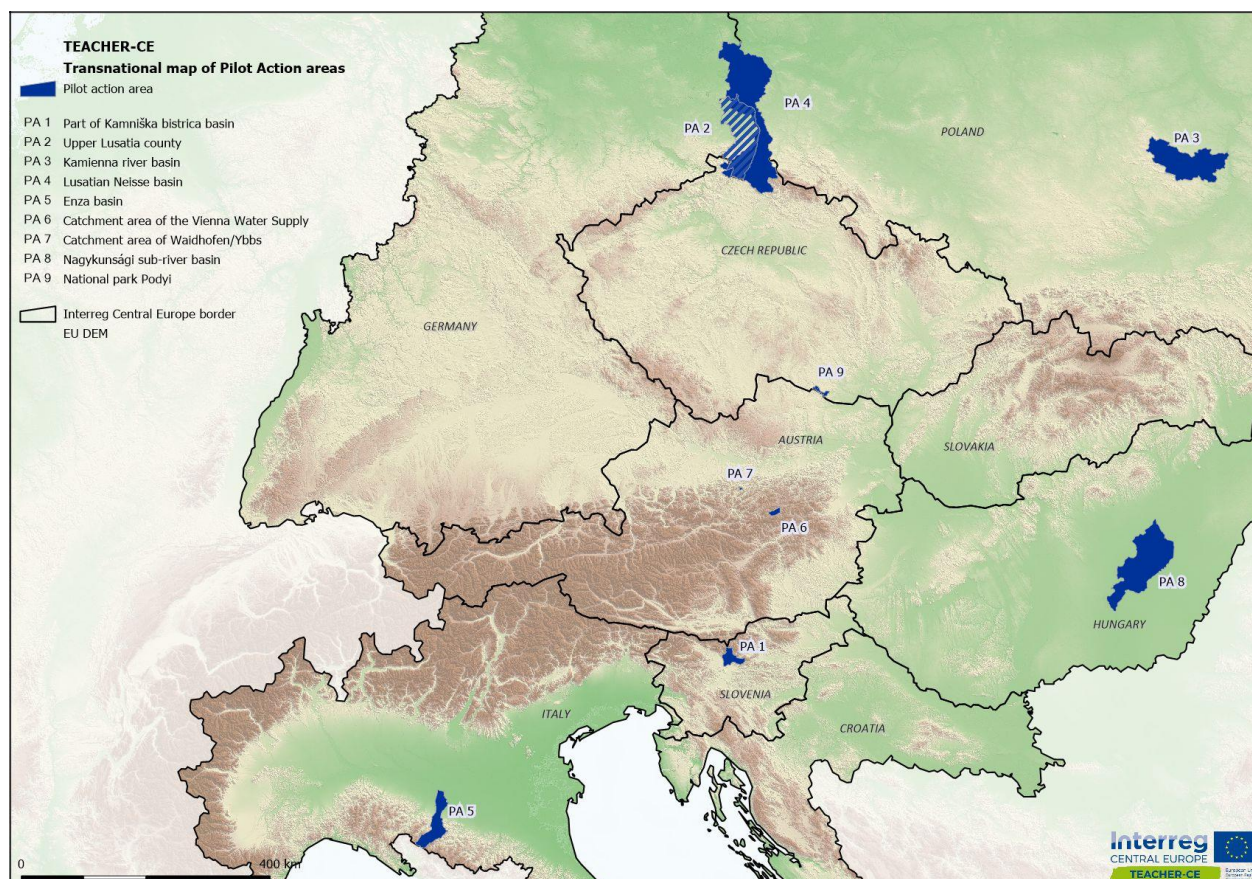 TEACHER-CE
Transnational map of Pilot Action areas
Pilot action area
PA 1 Part of Kamniška bistrica basin
PA 2 Upper Lusatia county
PA 3 Kamienna river basin
PA 4 Lusatian Neisse basin
PA 5 Enza basin
PA 6 Catchment area of the Vienna Water Supply
PA 7 Catchment area of Waidhofen/Ybbs
PA 8 Nagykunsági sub-river basin
PA 9 National park Podyi
Interreg Central Europe border
EU DEM
PA 4
PA 2
POLAND
PA 3
CZECH REPUBLIC
GERMANY
PA 9
AUSTRIA
SLOVAKIA
PA 7
PA 6
PA 8
HUNGARY
PA 1
SLOVENIA
ITALY
CROATIA
PA 5
0 400 km
Interreg
CENTRAL EUROPE
TEACHER-CE